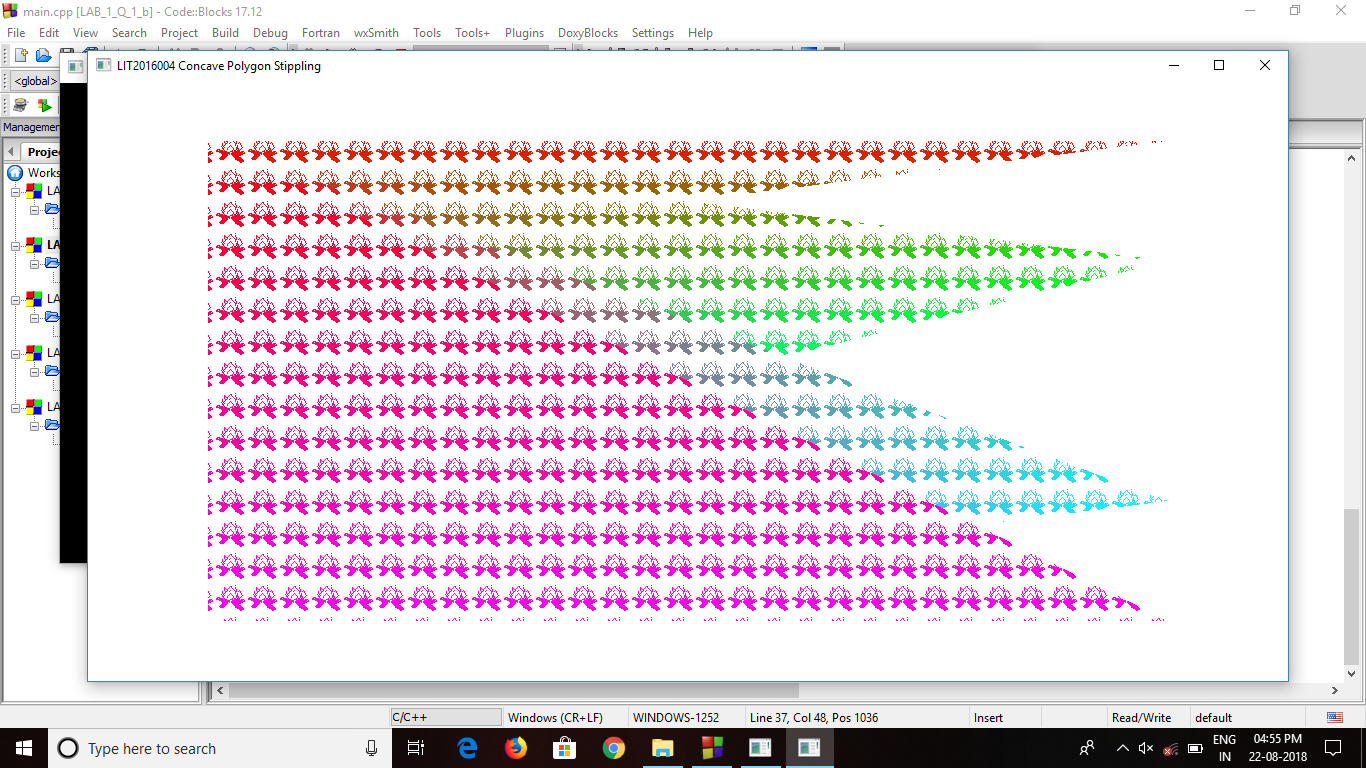 main.cpp [LAB_1_Q_1_b] - Code::Blocks 17.12
File Edit View Search Project Build Debug Fortran wxSmith Tools Tools+ Plugins DoxyBlocks Settings Help
LIT2016004 Concave Polygon Stippling
<global>
Managemen
Proje
Works
LA
LA
LA
LA
LA
C/C++ Windows (CR+LF) WINDOWS-1252 Line 37, Col 48, Pos 1036 Insert Read/Write default
Type here to search
ENG 04:55 PM
IN 22-08-2018